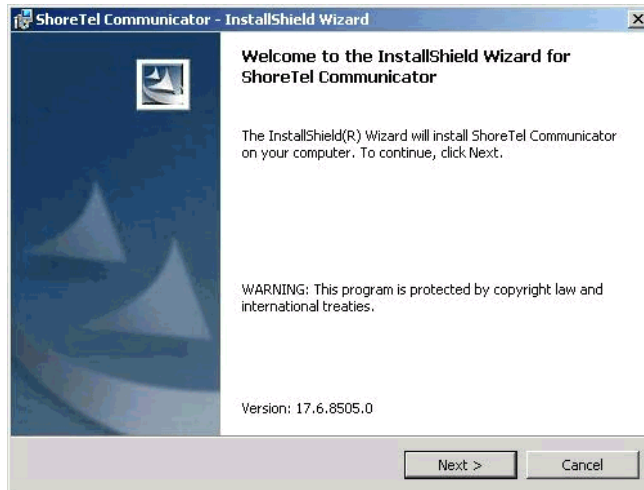 ShoreTel Communicator - InstallShield Wizard
Welcome to the InstallShield Wizard for
ShoreTel Communicator
The InstallShield(R) Wizard will install ShoreTel Communicator
on your computer. To continue, click Next.
WARNING: This program is protected by copyright law and
international treaties.
Version: 17.6.8505.0
Next >
Cancel